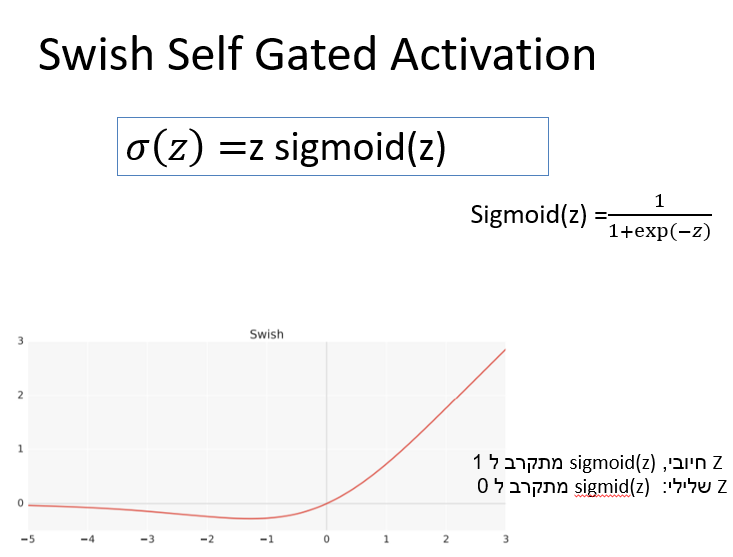 Swish Self Gated Activation
σ(z) =z sigmoid(z)
Sigmoid(z) = 1 / 1+exp(−z)
Swish
3
2
1
0
−5 −4 −3 −2 −1 0 1 2 3
Z חיובי, sigmoid(z) מתקרב ל 1
Z שלילי: sigmid(z) מתקרב ל 0